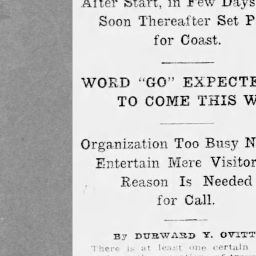 After Start, in Few Days
Soon Thereafter Set P
for Coast.
WORD "GO" EXPECTE
TO COME THIS W
Organization Too Busy N
Entertain Mere Visitor
Reason Is Needed
for Call.
By DURWARD Y. OVITT
There is at least one certain